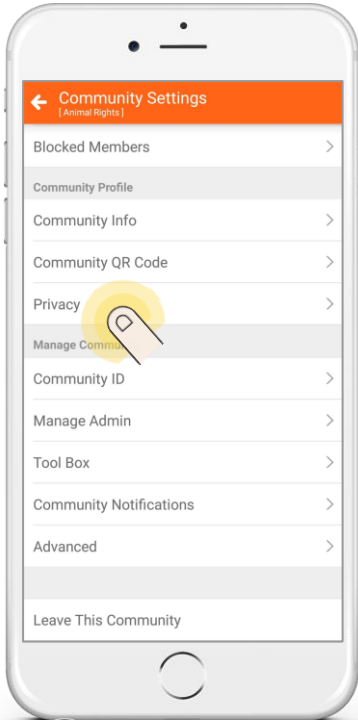 Community Settings
[ Animal Rights ]
Blocked Members
Community Profile
Community Info
Community QR Code
Privacy
Manage Commu
Community ID
Manage Admin
Tool Box
Community Notifications
Advanced
Leave This Community